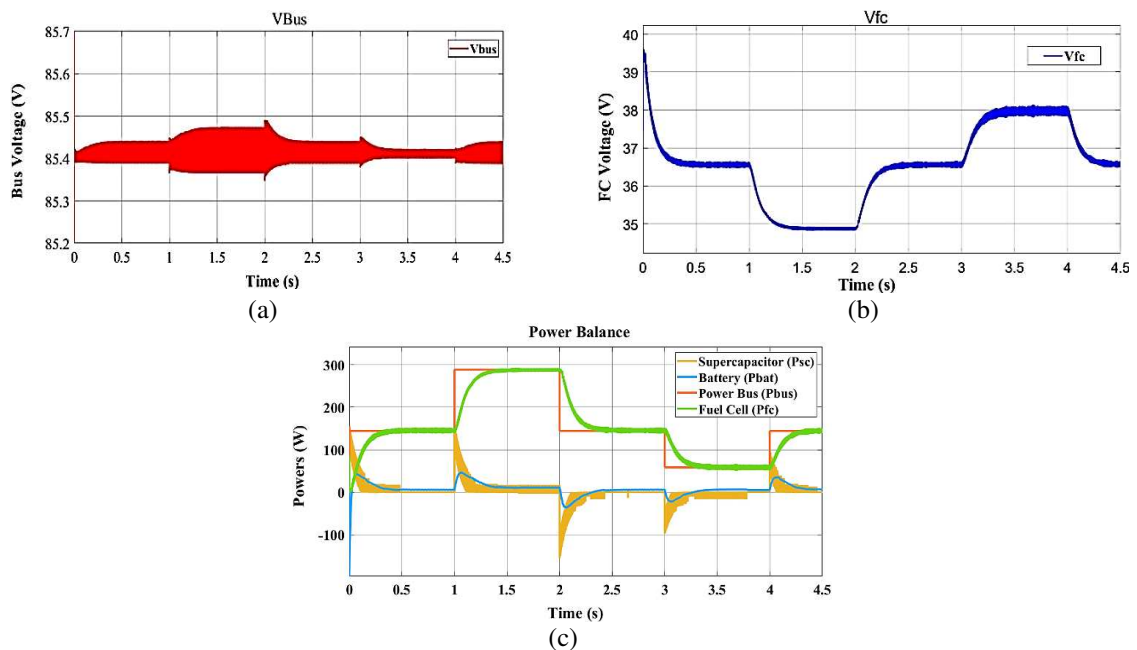 VBus
85.7
85.6
85.5
85.4
85.3
85.2
Bus Voltage (V)
Vbus
0 0.5 1 1.5 2 2.5 3 3.5 4 4.5
Time (s)
(a)
Vfc
40
39
38
37
36
35
FC Voltage (V)
Vfc
0 0.5 1 1.5 2 2.5 3 3.5 4 4.5
Time (s)
(b)
Power Balance
300
200
100
0
-100
Powers (W)
Supercapacitor (Psc)
Battery (Pbat)
Power Bus (Pbus)
Fuel Cell (Pfc)
0 0.5 1 1.5 2 2.5 3 3.5 4 4.5
Time (s)
(c)